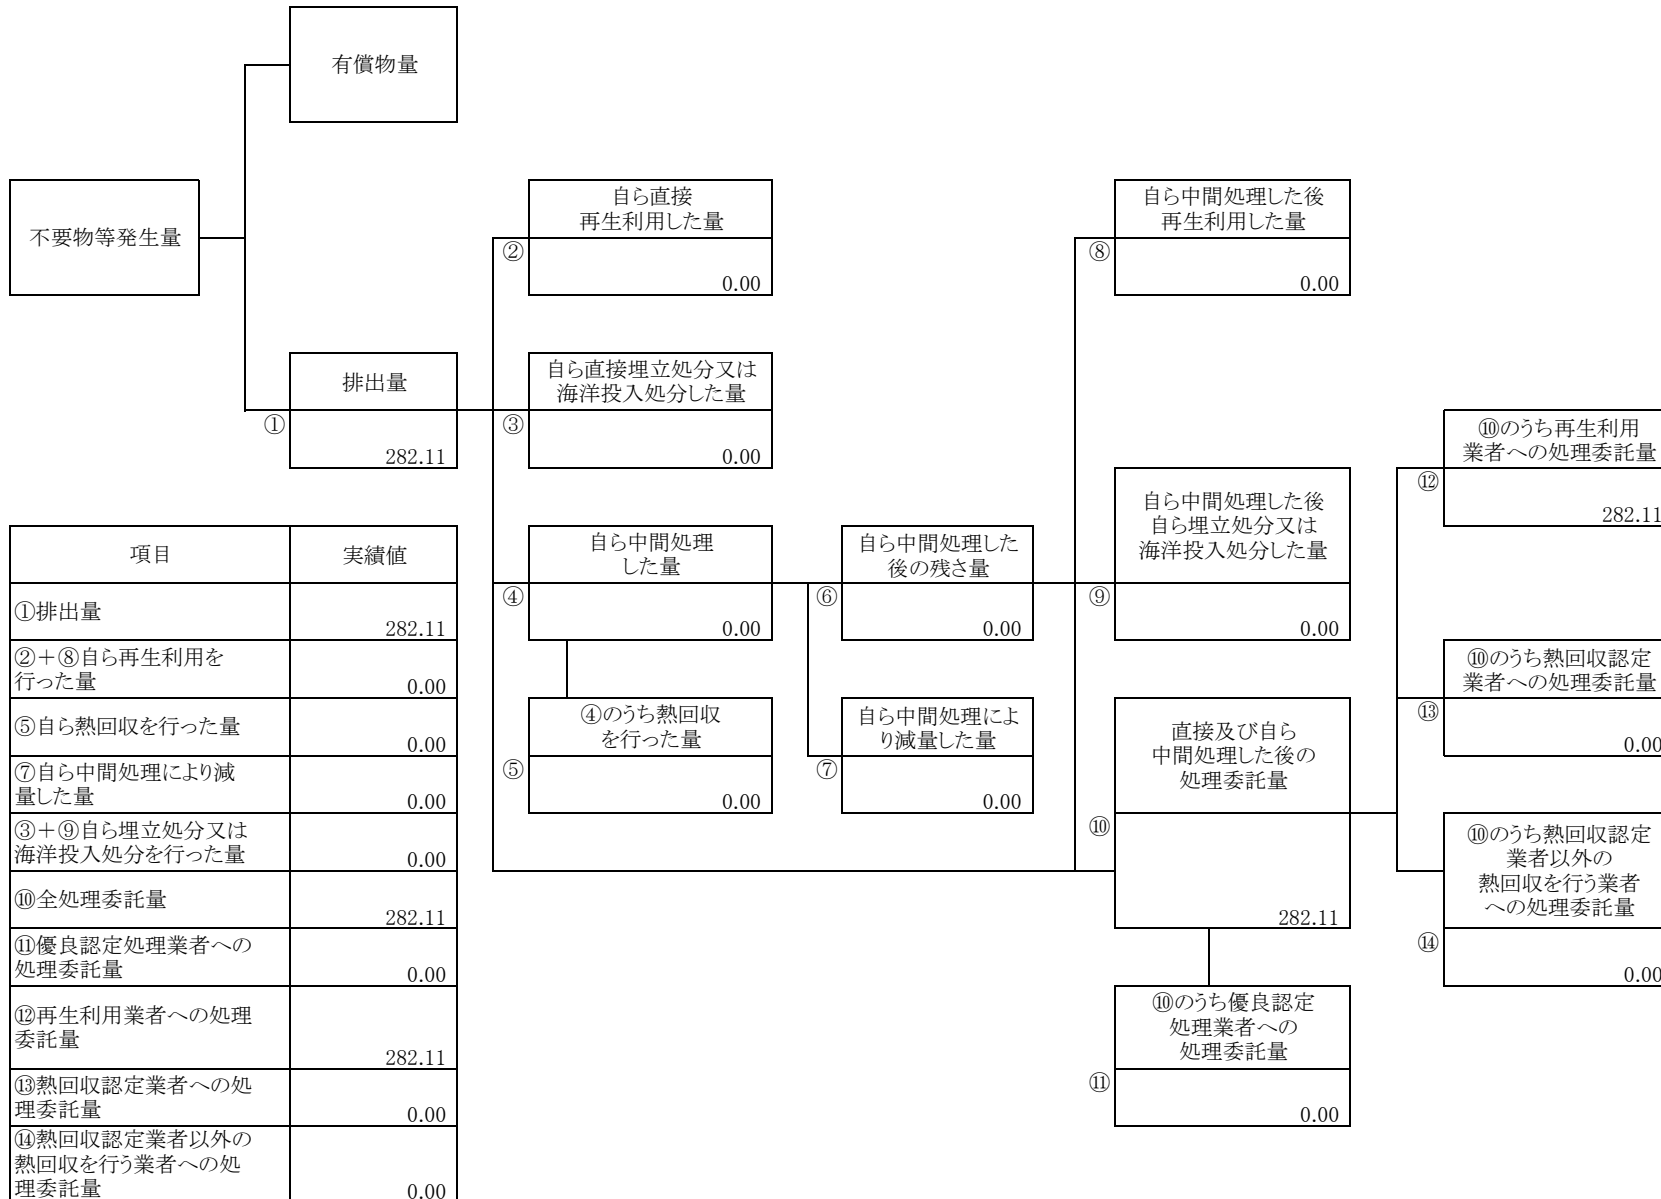 有償物量
不要物等発生量
排出量
①
282.11
自ら直接
再生利用した量
②
0.00
自ら直接埋立処分又は
海洋投入処分した量
③
0.00
自ら中間処理
した量
④
0.00
④のうち熱回収
を行った量
⑤
0.00
自ら中間処理した
後の残さ量
⑥
0.00
自ら中間処理によ
り減量した量
⑦
0.00
自ら中間処理した後
再生利用した量
⑧
0.00
自ら中間処理した後
自ら埋立処分又は
海洋投入処分した量
⑨
0.00
直接及び自ら
中間処理した後の
処理委託量
⑩
282.11
⑩のうち優良認定
処理業者への
処理委託量
⑪
0.00
⑩のうち再生利用
業者への処理委託量
⑫
282.11
⑩のうち熱回収認定
業者への処理委託量
⑬
0.00
⑩のうち熱回収認定
業者以外の
熱回収を行う業者
への処理委託量
⑭
0.00
項目 実績値
①排出量 282.11
②＋⑧自ら再生利用を
行った量 0.00
⑤自ら熱回収を行った量 0.00
⑦自ら中間処理により減
量した量 0.00
③＋⑨自ら埋立処分又は
海洋投入処分を行った量 0.00
⑩全処理委託量 282.11
⑪優良認定処理業者への
処理委託量 0.00
⑫再生利用業者への処理
委託量 282.11
⑬熱回収認定業者への処
理委託量 0.00
⑭熱回収認定業者以外の
熱回収を行う業者への処
理委託量 0.00